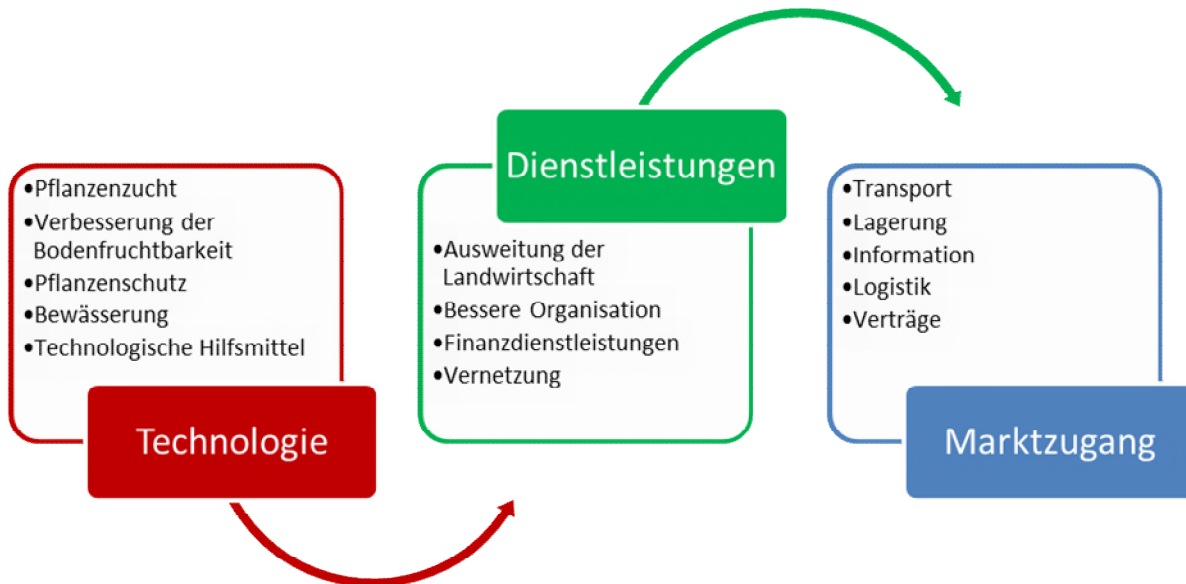 •Pflanzenzucht
•Verbesserung der
Bodenfruchtbarkeit
•Pflanzenschutz
•Bewässerung
•Technologische Hilfsmittel
Technologie
Dienstleistungen
•Ausweitung der
Landwirtschaft
•Bessere Organisation
•Finanzdienstleistungen
•Vernetzung
•Transport
•Lagerung
•Information
•Logistik
•Verträge
Marktzugang